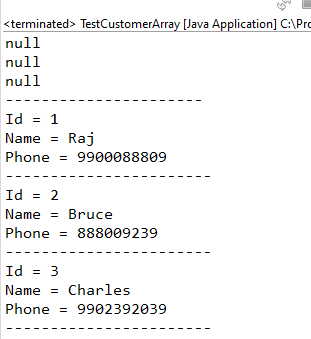 <terminated> TestCustomerArray [Java Application] C:\Pro
null
null
null
----------------------
Id = 1
Name = Raj
Phone = 9900088809
-----------------------
Id = 2
Name = Bruce
Phone = 888009239
-----------------------
Id = 3
Name = Charles
Phone = 9902392039
-----------------------